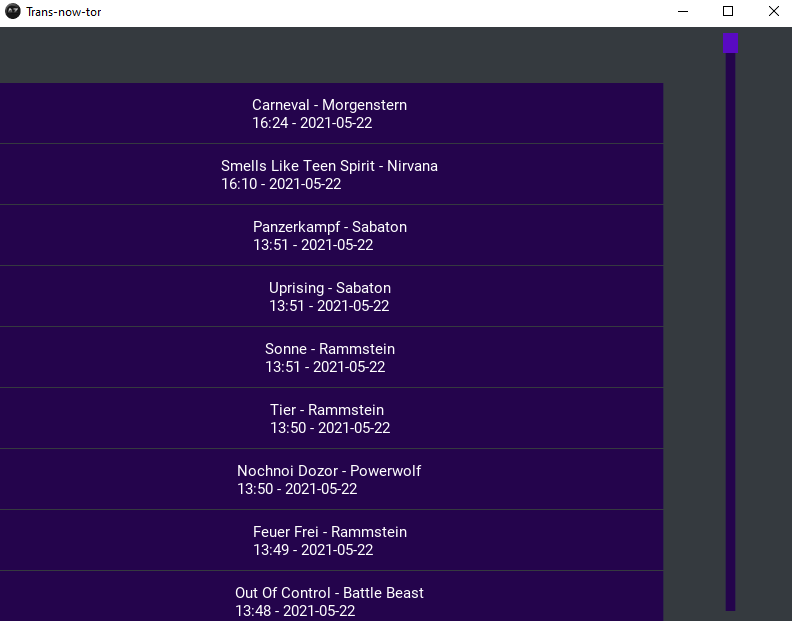 Trans-now-tor
Carneval - Morgenstern
16:24 - 2021-05-22
Smells Like Teen Spirit - Nirvana
16:10 - 2021-05-22
Panzerkampf - Sabaton
13:51 - 2021-05-22
Uprising - Sabaton
13:51 - 2021-05-22
Sonne - Rammstein
13:51 - 2021-05-22
Tier - Rammstein
13:50 - 2021-05-22
Nochnoi Dozor - Powerwolf
13:50 - 2021-05-22
Feuer Frei - Rammstein
13:49 - 2021-05-22
Out Of Control - Battle Beast
13:48 - 2021-05-22